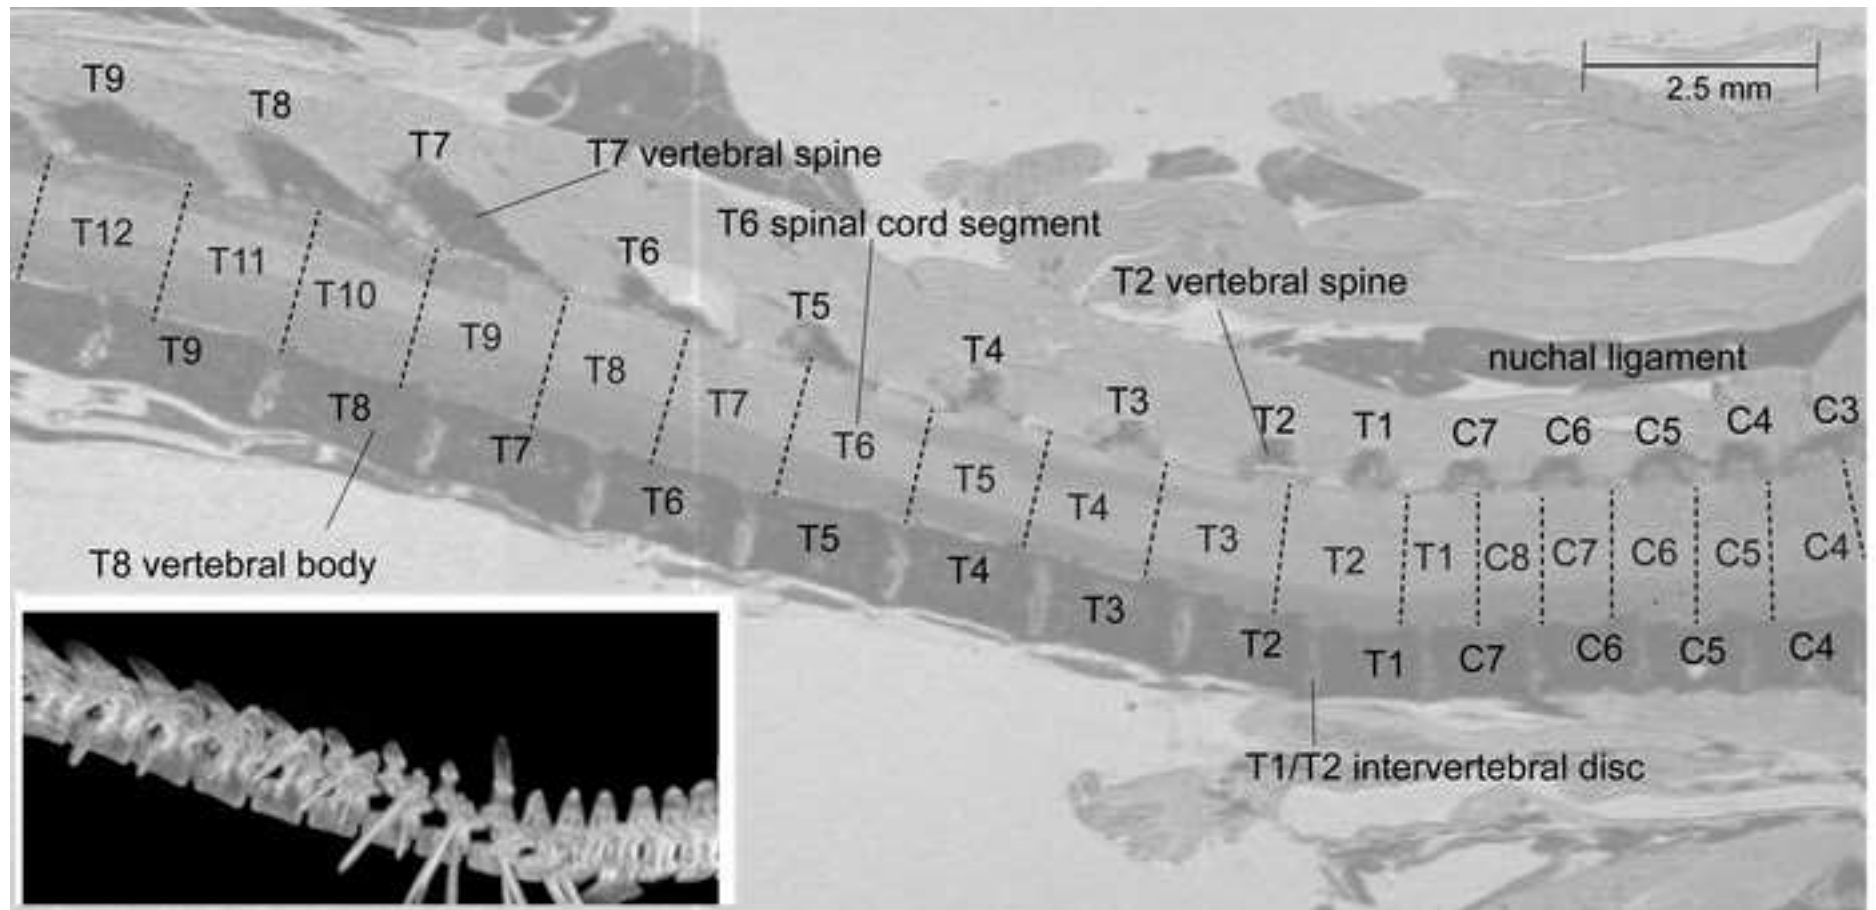 2.5 mm
T9
T8
T7
T7 vertebral spine
T6 spinal cord segment
T6
T5
T2 vertebral spine
T4
T3
nuchal ligament
T2
T1
C7
C6
C5
C4
C3
T12
T11
T10
T9
T8
T7
T6
T5
T4
T3
T2
T1
C8
C7
C6
C5
C4
T9
T8
T7
T6
T5
T4
T3
T2
T1
C7
C6
C5
C4
T8 vertebral body
T1/T2 intervertebral disc